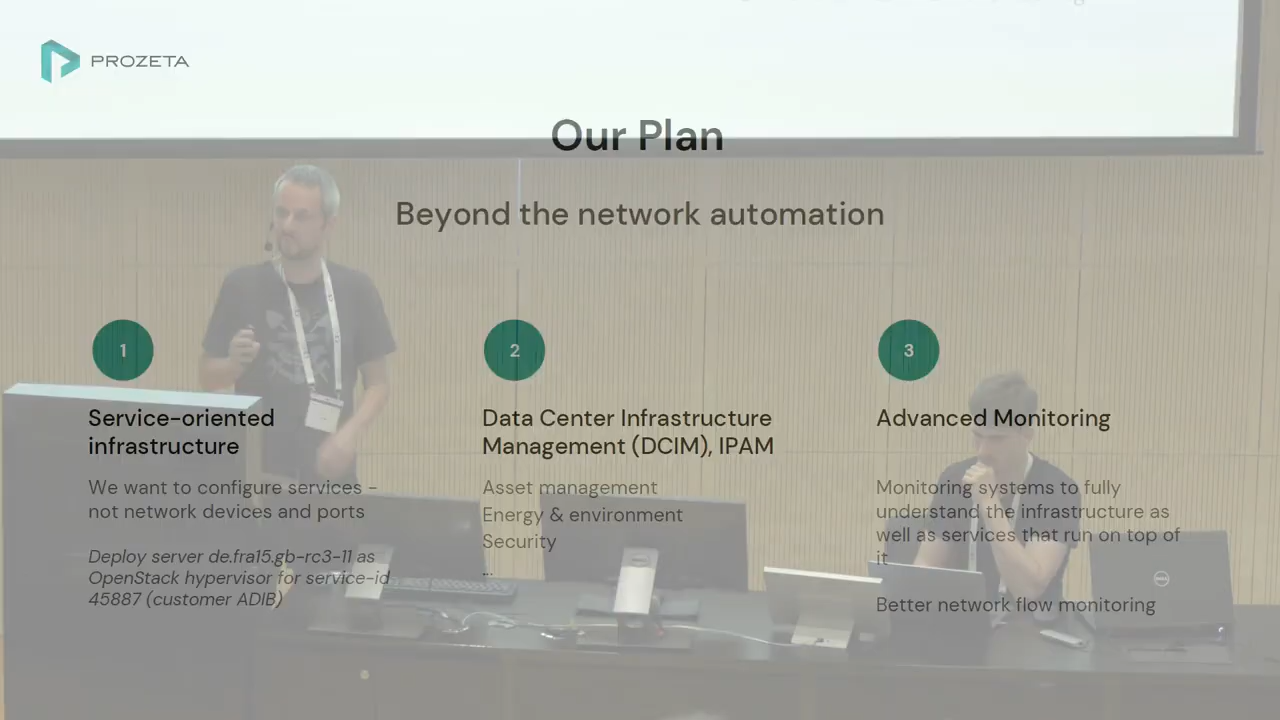 PROZETA
Our Plan
Beyond the network automation
1
Service-oriented
infrastructure
We want to configure services -
not network devices and ports
Deploy server de.fra15.gb-rc3-11 as
OpenStack hypervisor for service-id
45887 (customer ADIB)
2
Data Center Infrastructure
Management (DCIM), IPAM
Asset management
Energy & environment
Security
...
3
Advanced Monitoring
Monitoring systems to fully
understand the infrastructure as
well as services that run on top of
it
Better network flow monitoring
DELL